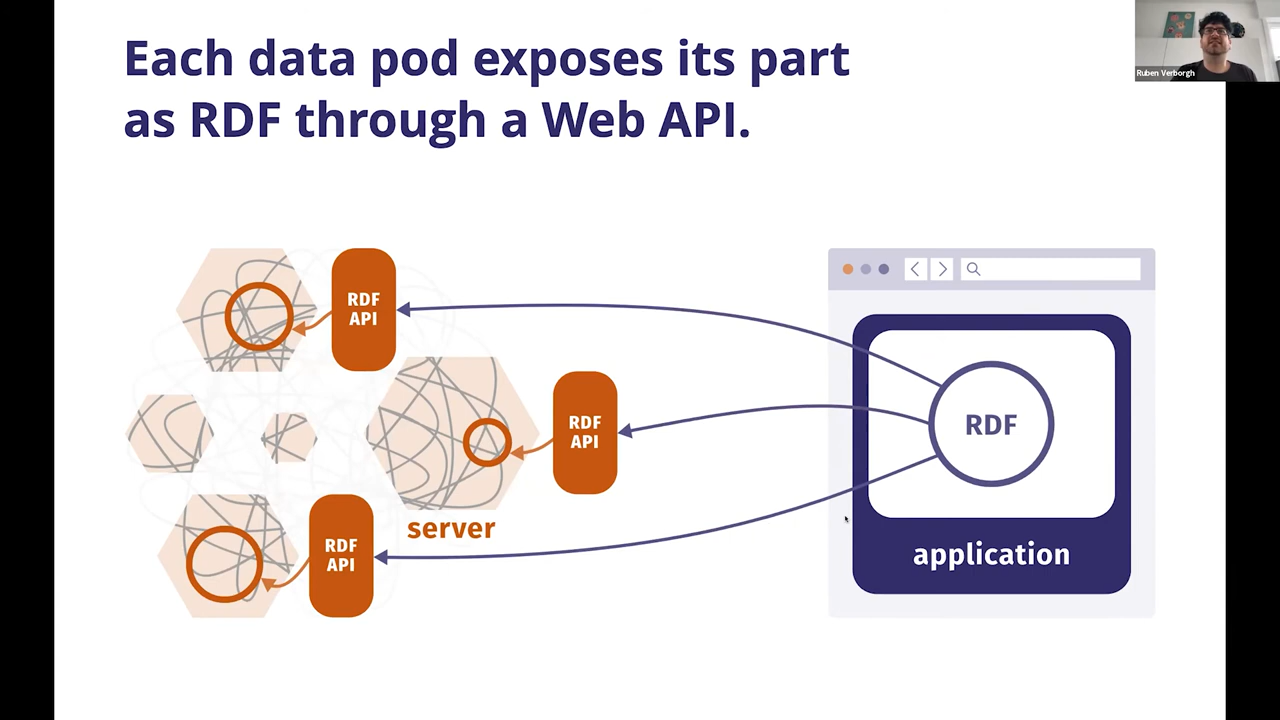 Each data pod exposes its part
as RDF through a Web API.
Ruben Verborgh
RDF
API
RDF
API
RDF
API
server
RDF
application